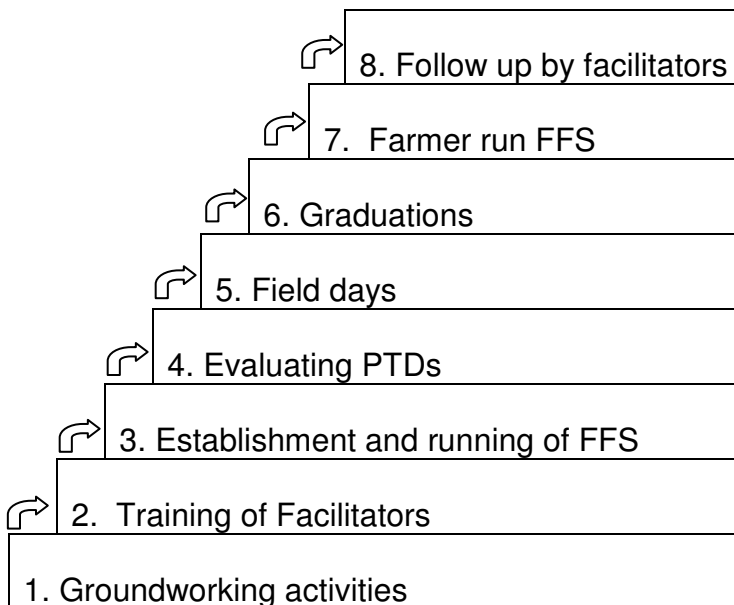 8. Follow up by facilitators
7. Farmer run FFS
6. Graduations
5. Field days
4. Evaluating PTDs
3. Establishment and running of FFS
2. Training of Facilitators
1. Groundworking activities